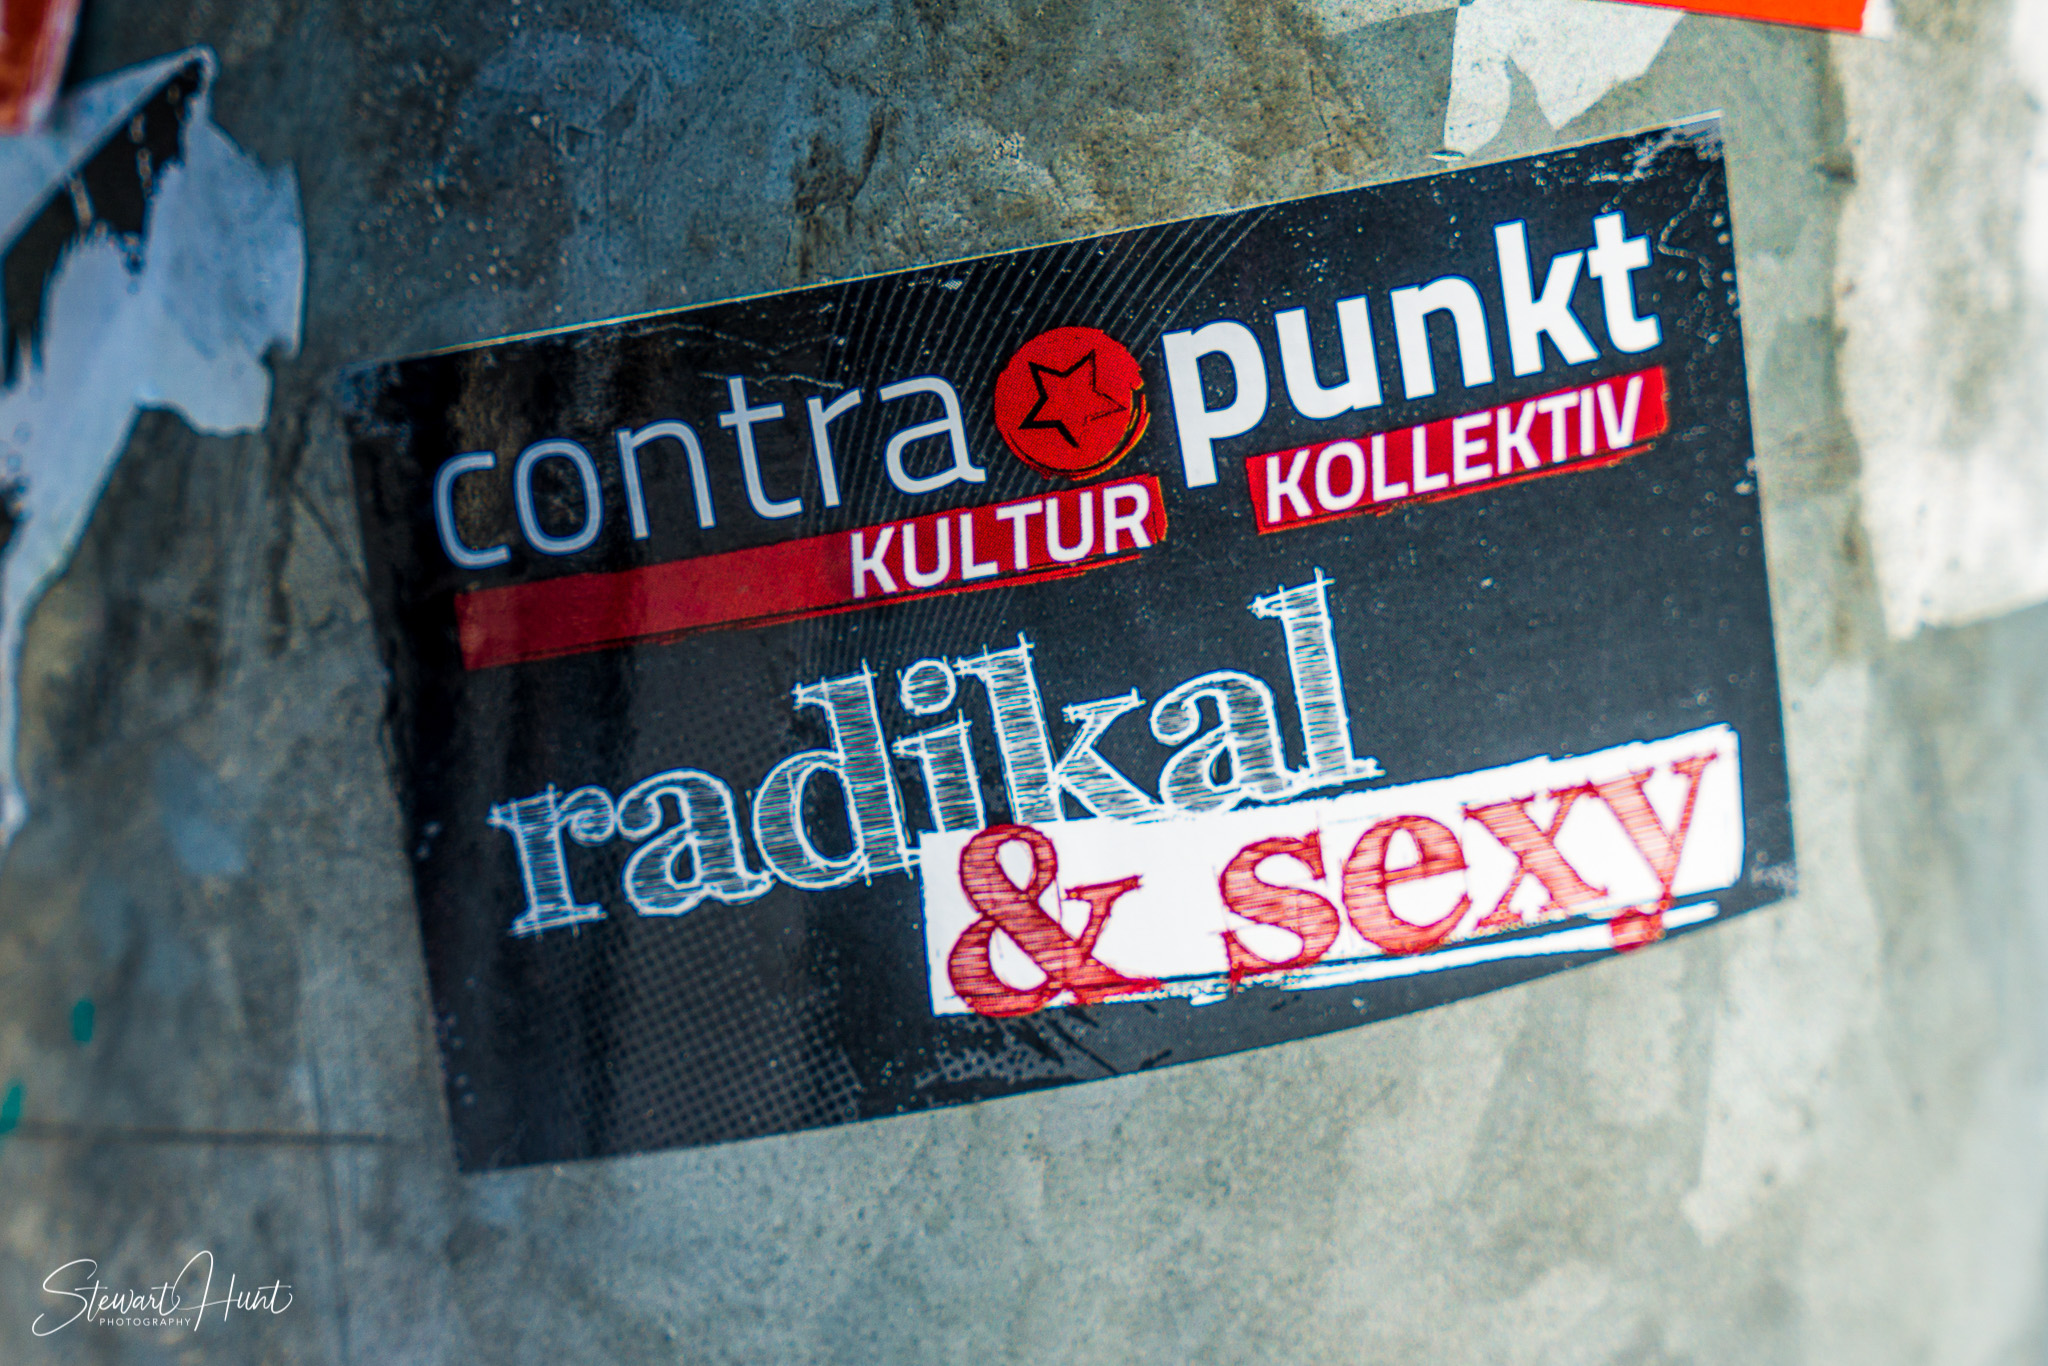 contra punkt
KULTUR KOLLEKTIV
radikal
& sexy
Stewart Hunt
PHOTOGRAPHY